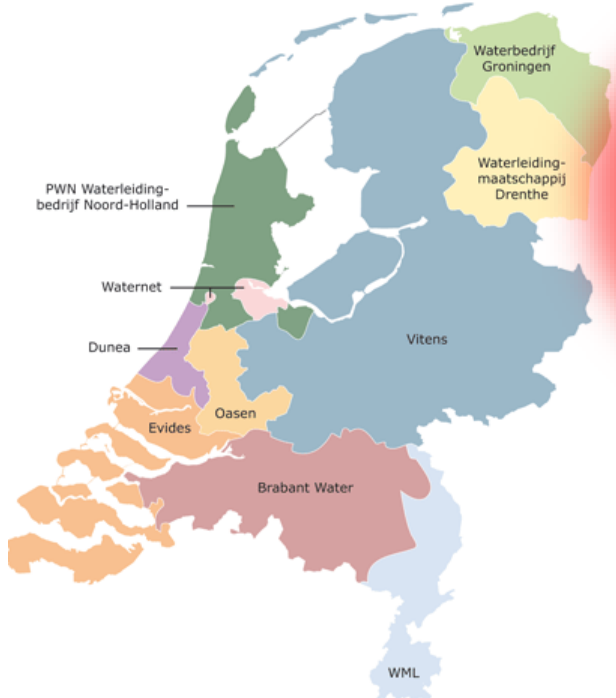 Waterbedrijf
Groningen
Waterleiding-
maatschappij
Drenthe
PWN Waterleiding-
bedrijf Noord-Holland
Waternet
Dunea
Vitens
Oasen
Evides
Brabant Water
WML